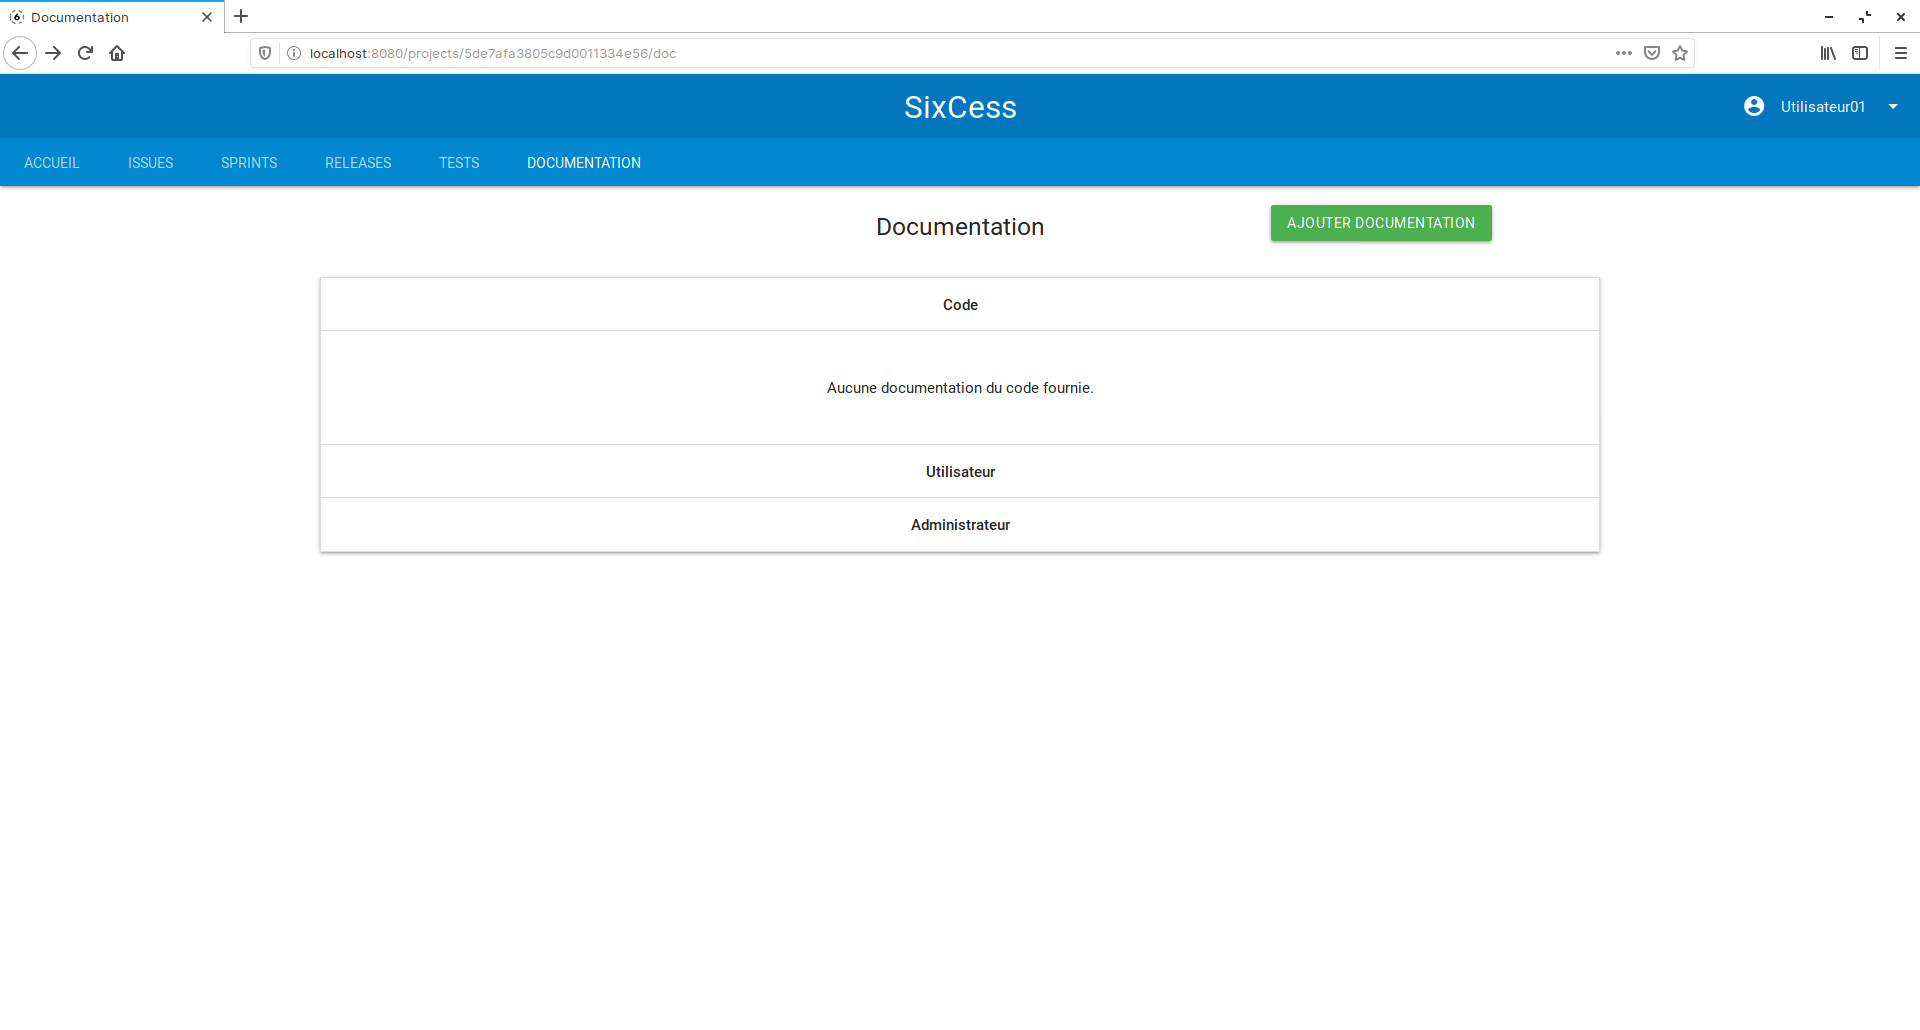 Documentation
localhost:8080/projects/5de7afa3805c9d0011334e56/doc
SixCess
Utilisateur01
ACCUEIL ISSUES SPRINTS RELEASES TESTS DOCUMENTATION
Documentation
AJOUTER DOCUMENTATION
Code
Aucune documentation du code fournie.
Utilisateur
Administrateur